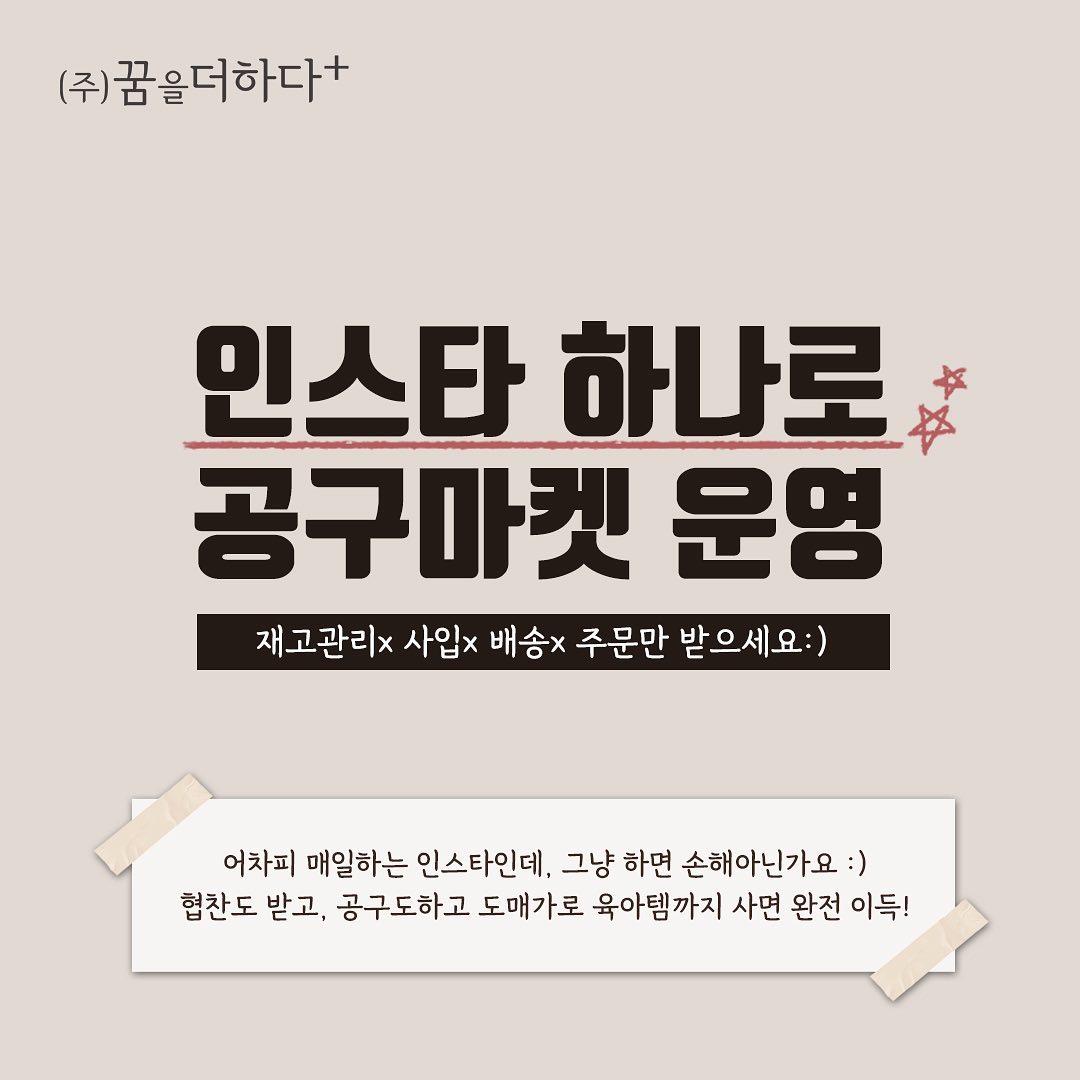 (주)꿈을더하다+
인스타 하나로
공구마켓 운영
재고관리x 사입x 배송x 주문만 받으세요:)
어차피 매일하는 인스타인데, 그냥 하면 손해아닌가요 :)
협찬도 받고, 공구도하고 도매가로 육아템까지 사면 완전 이득!